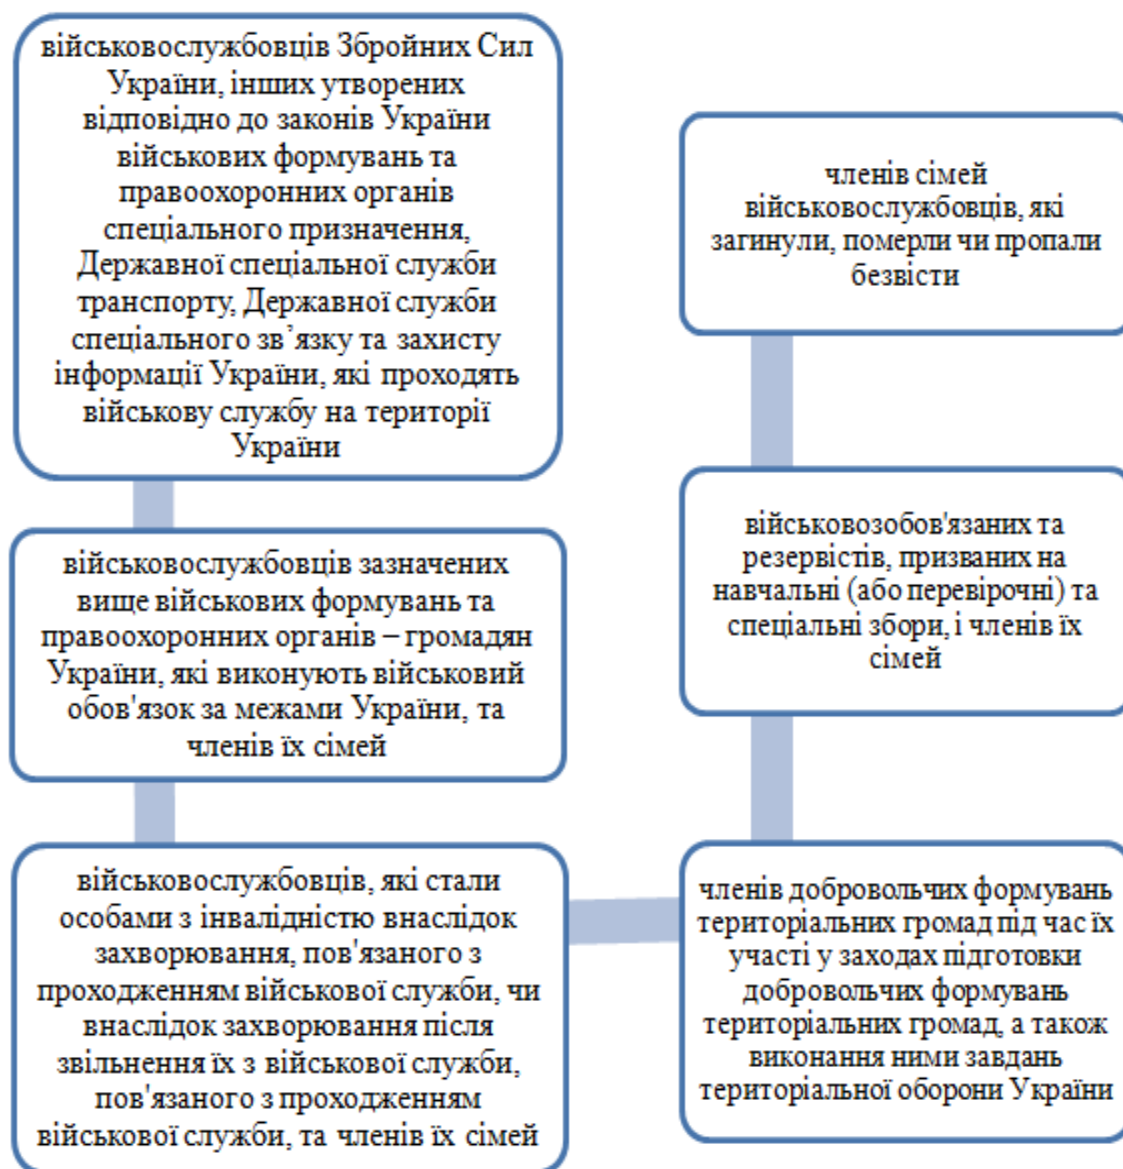 військовослужбовців Збройних Сил
України, інших утворених
відповідно до законів України
військових формувань та
правоохоронних органів
спеціального призначення,
Державної спеціальної служби
транспорту, Державної служби
спеціального зв’язку та захисту
інформації України, які проходять
військову службу на території
України
військовослужбовців зазначених
вище військових формувань та
правоохоронних органів – громадян
України, які виконують військовий
обов'язок за межами України, та
членів їх сімей
військовослужбовців, які стали
особами з інвалідністю внаслідок
захворювання, пов'язаного з
проходженням військової служби, чи
внаслідок захворювання після
звільнення їх з військової служби,
пов'язаного з проходженням
військової служби, та членів їх сімей
членів добровольчих формувань
територіальних громад під час їх
участі у заходах підготовки
добровольчих формувань
територіальних громад, а також
виконання ними завдань
територіальної оборони України
військовозобов'язаних та
резервістів, призваних на
навчальні (або перевірочні) та
спеціальні збори, і членів їх
сімей
членів сімей
військовослужбовців, які
загинули, померли чи пропали
безвісти